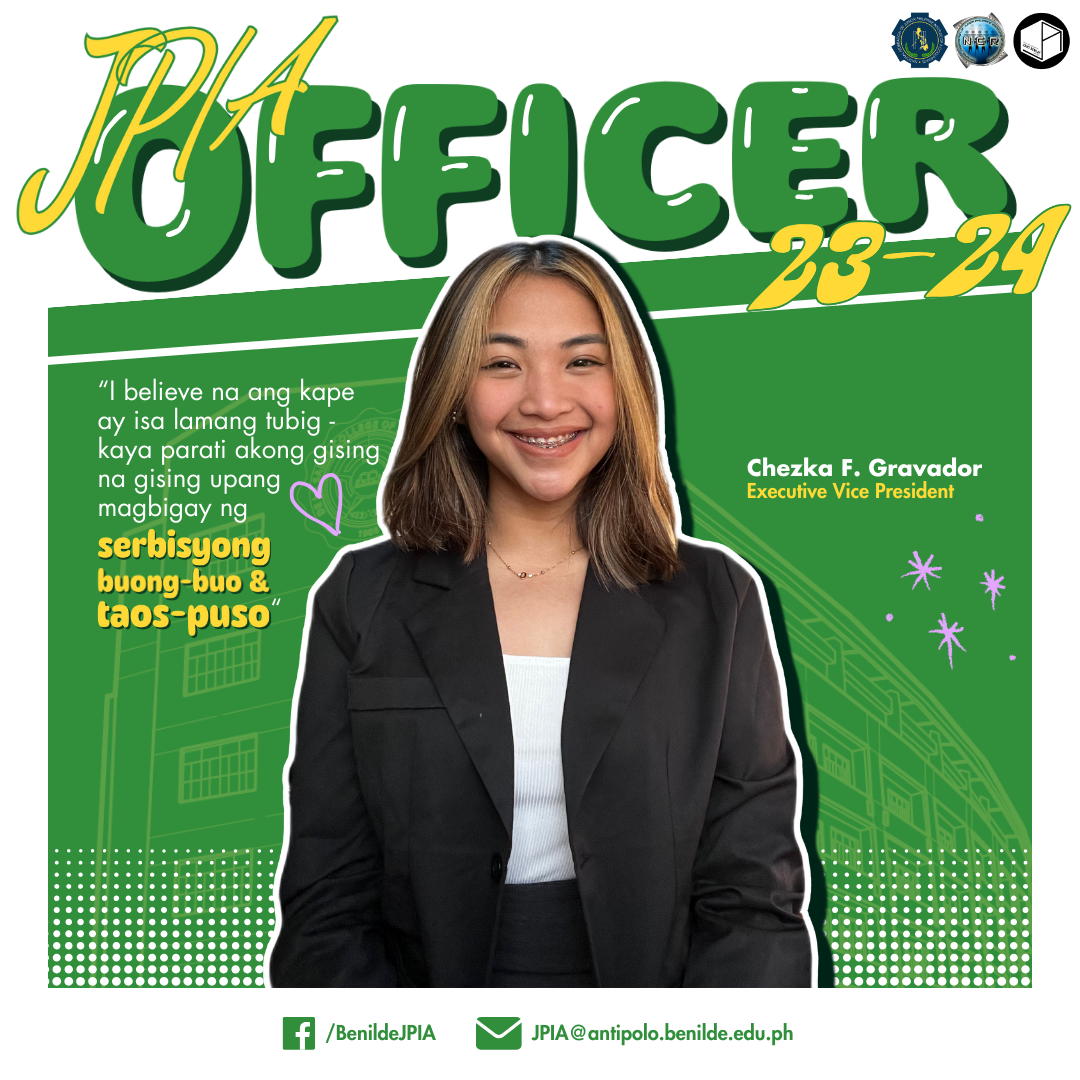 JPIA
OFFICER
23-24
NCR
“I believe na ang kape
ay isa lamang tubig -
kaya parati akong gising
na gising upang
magbigay ng
serbisyong
buong-buo &
taos-puso“
Chezka F. Gravador
Executive Vice President
/BenildeJPIA
JPIA@antipolo.benilde.edu.ph